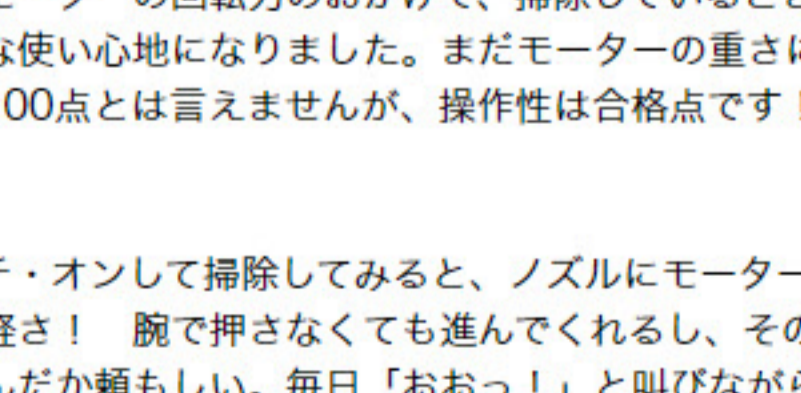 の回転力のおかげで、掃除していると
な使い心地になりました。まだモーターの重さに
00点とは言えませんが、操作性は合格点です！
チ・オンして掃除してみると、ノズルにモーター
軽さ！　腕で押さなくても進んでくれるし、その
んだか頼もしい。毎日「おおっ！」と叫びながら